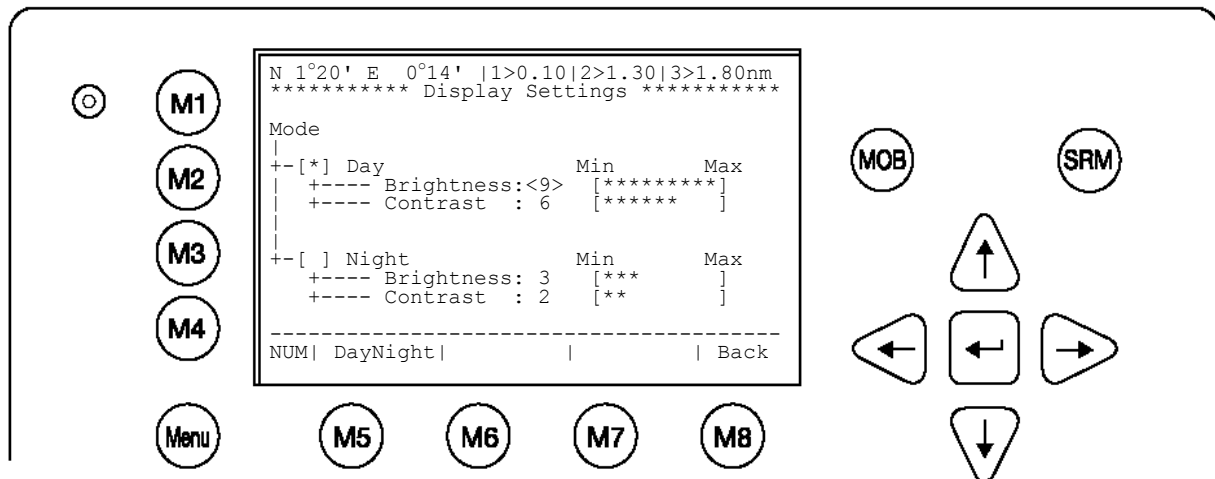 N 1°20' E  0°14' |1>0.10|2>1.30|3>1.80nm
*********** Display Settings ***********
Mode
|
+-[*] Day                Min       Max
|  +---- Brightness:<9>  [*********]
|  +---- Contrast  : 6   [******   ]
|
|
+-[ ] Night              Min       Max
   +---- Brightness: 3   [***      ]
   +---- Contrast  : 2   [**       ]
----------------------------------------
NUM| DayNight|         |         | Back
M1
M2
M3
M4
Menu
M5
M6
M7
M8
MOB
SRM